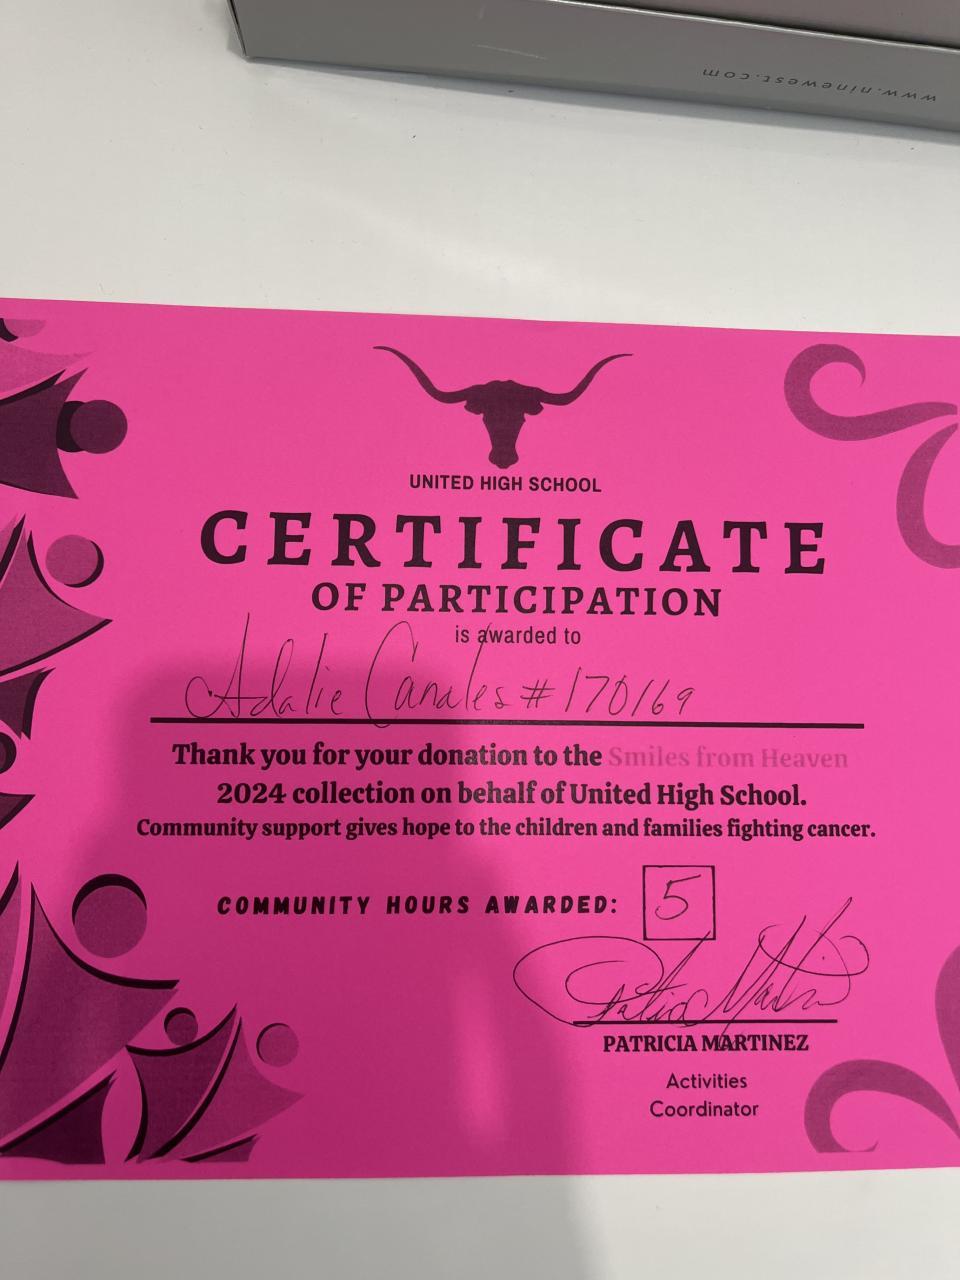 www.ninewest.com
UNITED HIGH SCHOOL
CERTIFICATE
OF PARTICIPATION
is awarded to
Adalie Canales #170169
Thank you for your donation to the Smiles from Heaven
2024 collection on behalf of United High School.
Community support gives hope to the children and families fighting cancer.
COMMUNITY HOURS AWARDED: 5
Patricia Martinez
PATRICIA MARTINEZ
Activities
Coordinator